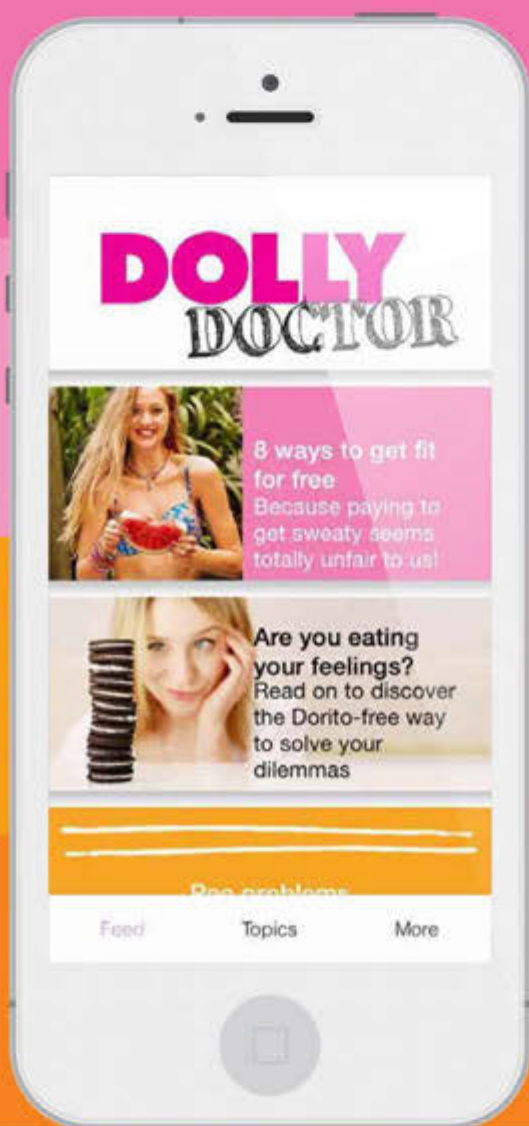 DOLLY
DOCTOR
8 ways to get fit
for free
Because paying to
get sweaty seems
totally unfair to us!
Are you eating
your feelings?
Read on to discover
the Dorito-free way
to solve your
dilemmas
problems
Feed Topics More